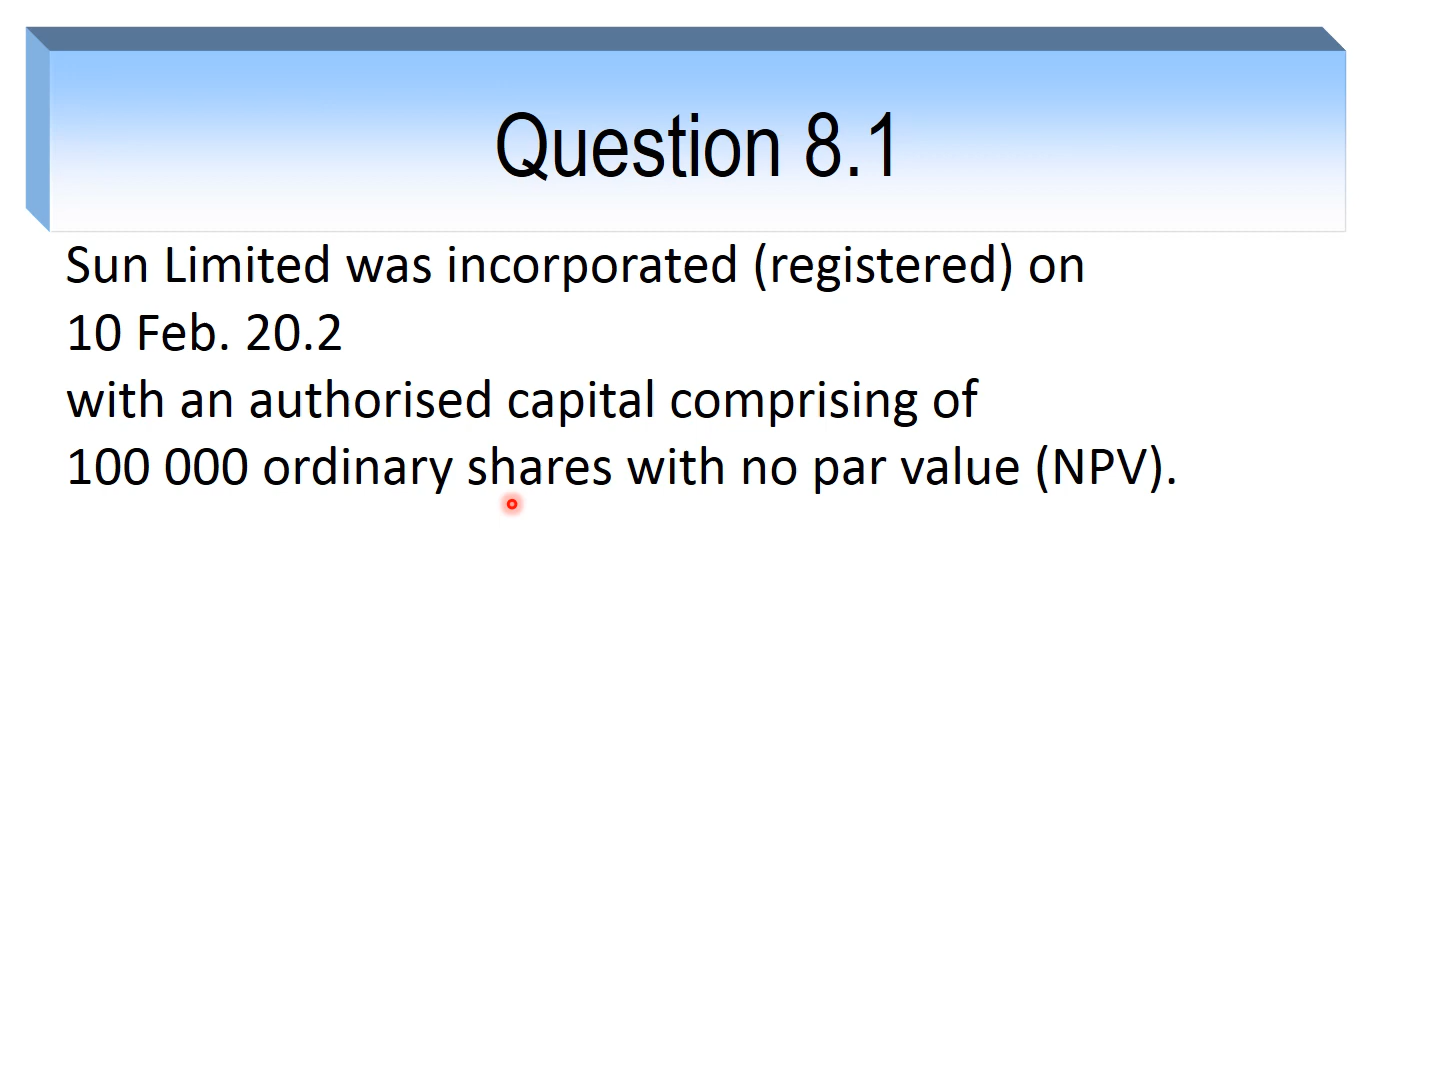 Question 8.1
Sun Limited was incorporated (registered) on
10 Feb. 20.2
with an authorised capital comprising of
100 000 ordinary shares with no par value (NPV).